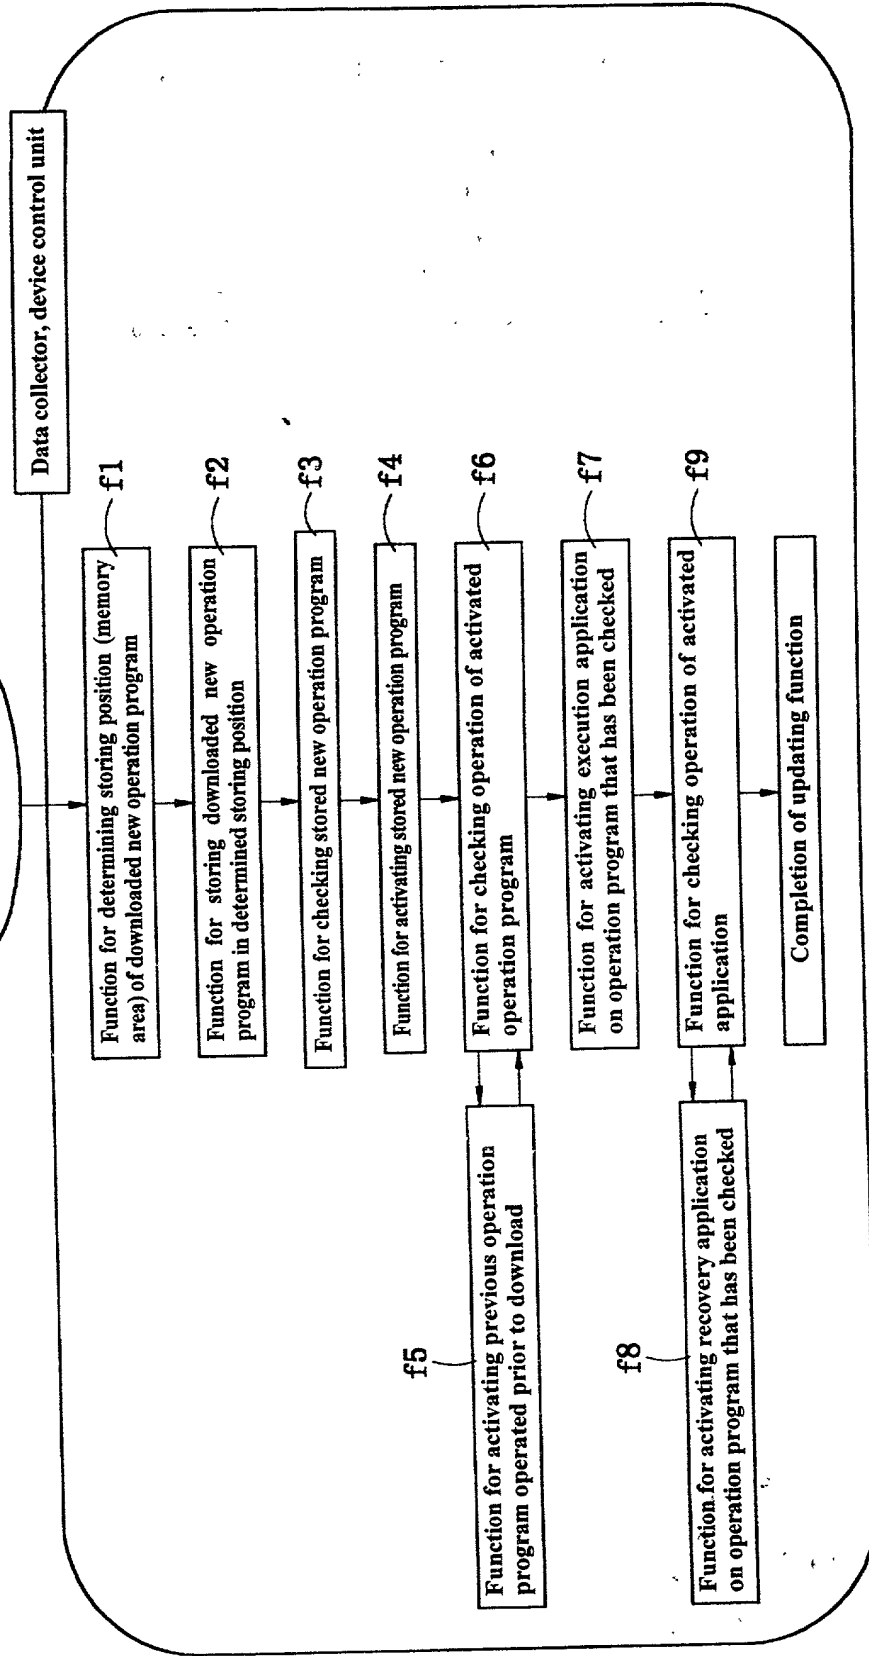 Data collector, device control unit
Function for determining storing position (memory
area) of downloaded new operation program
f1
Function for storing downloaded new operation
program in determined storing position
f2
Function for checking stored new operation program
f3
Function for activating stored new operation program
f4
Function for activating previous operation
program operated prior to download
f5
Function for checking operation of activated
operation program
f6
Function for activating execution application
on operation program that has been checked
f7
Function for activating recovery application
on operation program that has been checked
f8
Function for checking operation of activated
application
f9
Completion of updating function